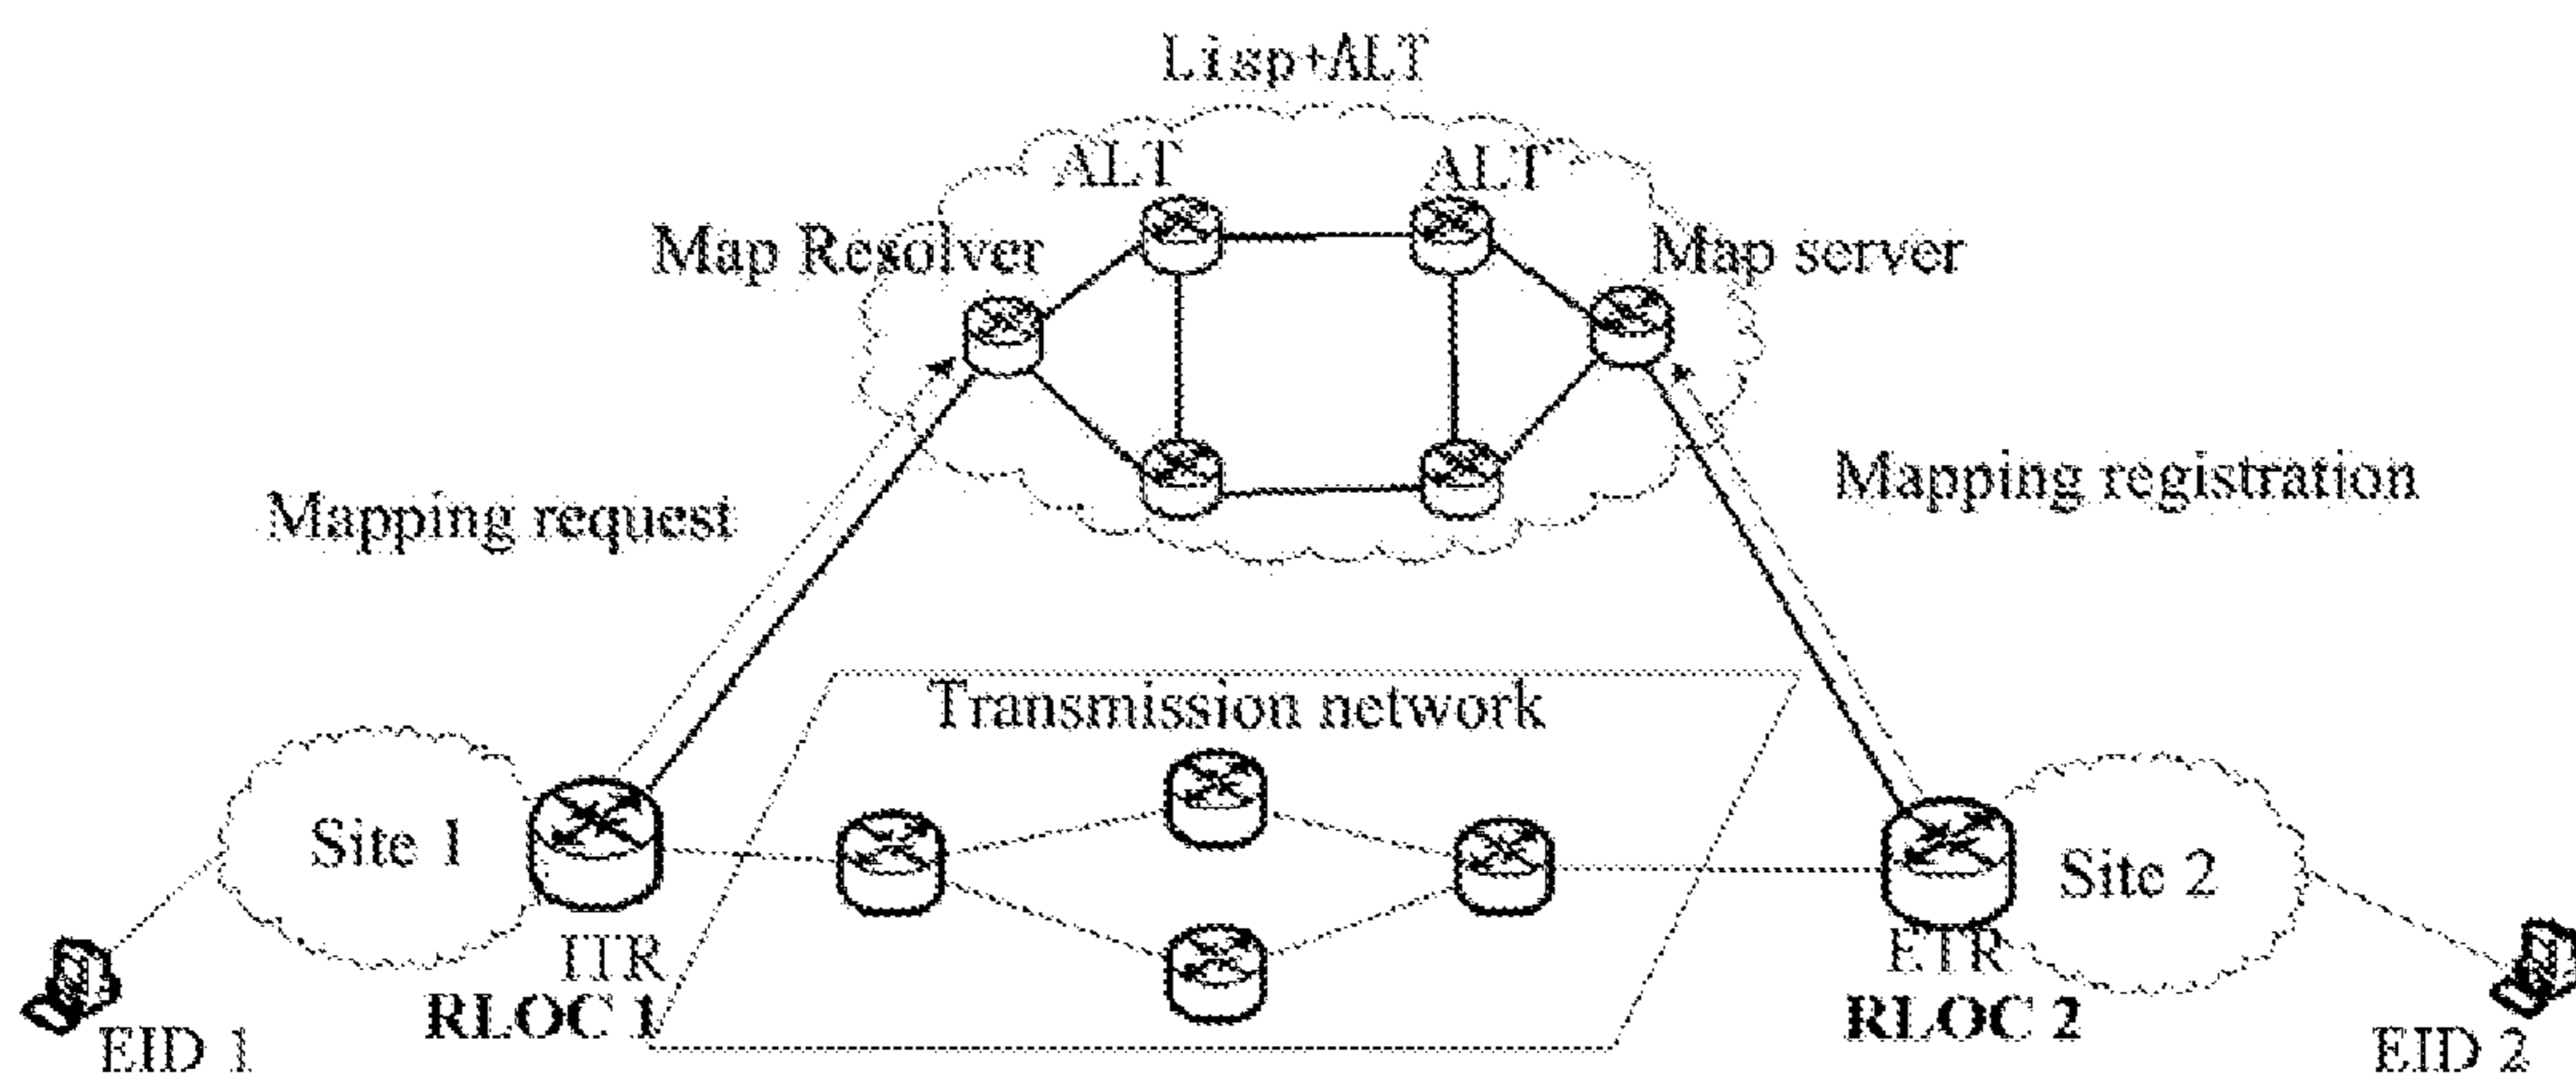 Lisp+ALT
ALT
ALT
Map Resolver
Map server
Mapping request
Mapping registration
Transmission network
Site 1
Site 2
ITR
ETR
RLOC 1
RLOC 2
EID 1
EID 2